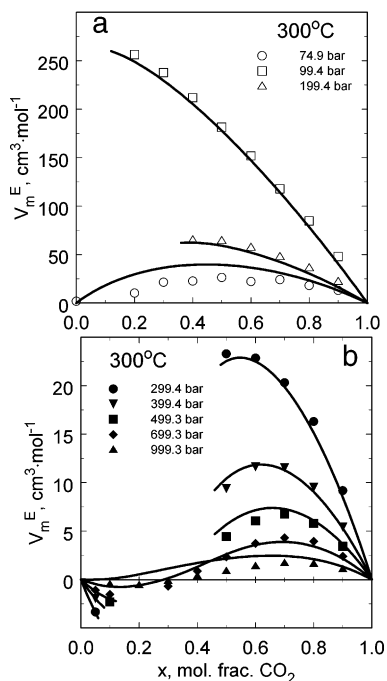 a
300°C
74.9 bar
99.4 bar
199.4 bar
V_m^E, cm³·mol⁻¹
250
200
150
100
50
0
0.0 0.2 0.4 0.6 0.8 1.0
b
300°C
299.4 bar
399.4 bar
499.3 bar
699.3 bar
999.3 bar
V_m^E, cm³·mol⁻¹
20
15
10
5
0
0.0 0.2 0.4 0.6 0.8 1.0
x, mol. frac. CO₂